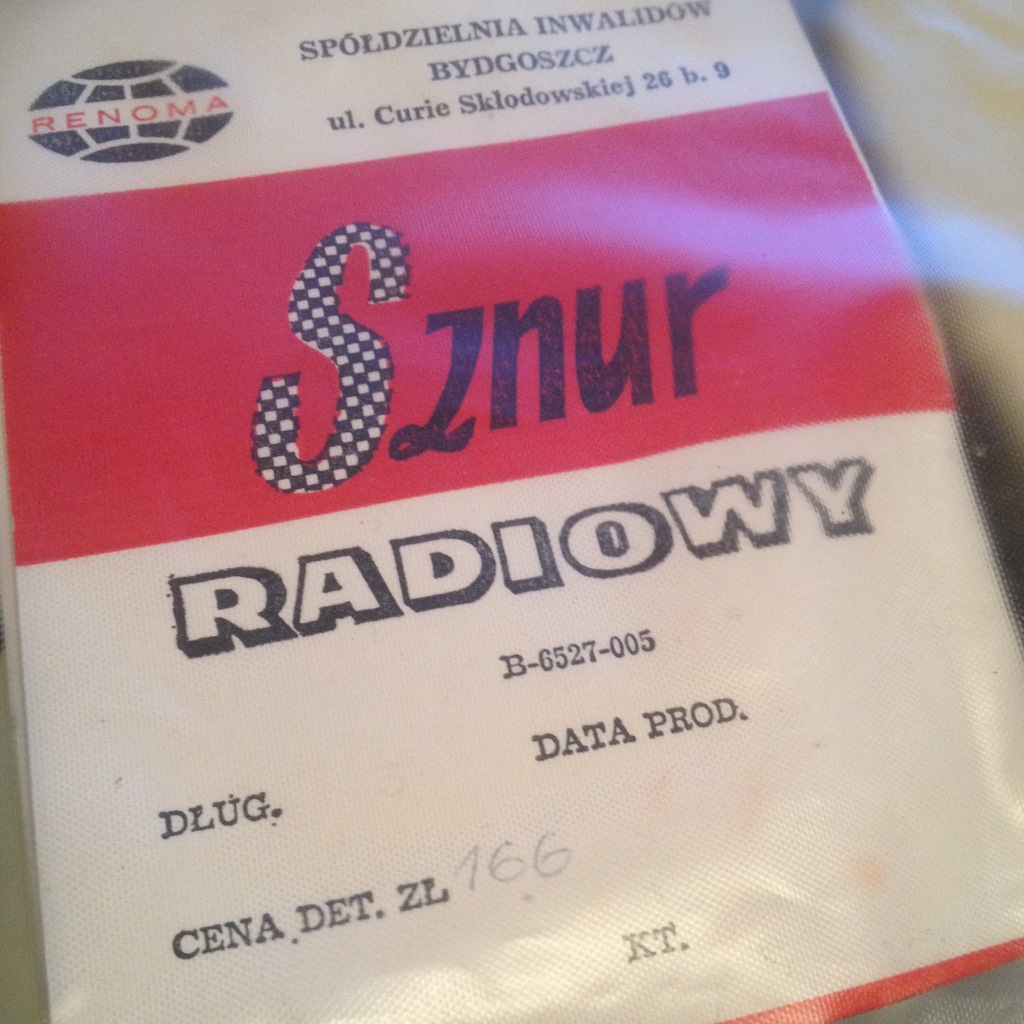 SPÓŁDZIELNIA INWALIDÓW
BYDGOSZCZ
ul. Curie Skłodowskiej 26 b. 9
RENOMA
Sznur
RADIOWY
B-6527-005
DATA PROD.
DŁUG.
CENA DET. ZŁ 166
KT.